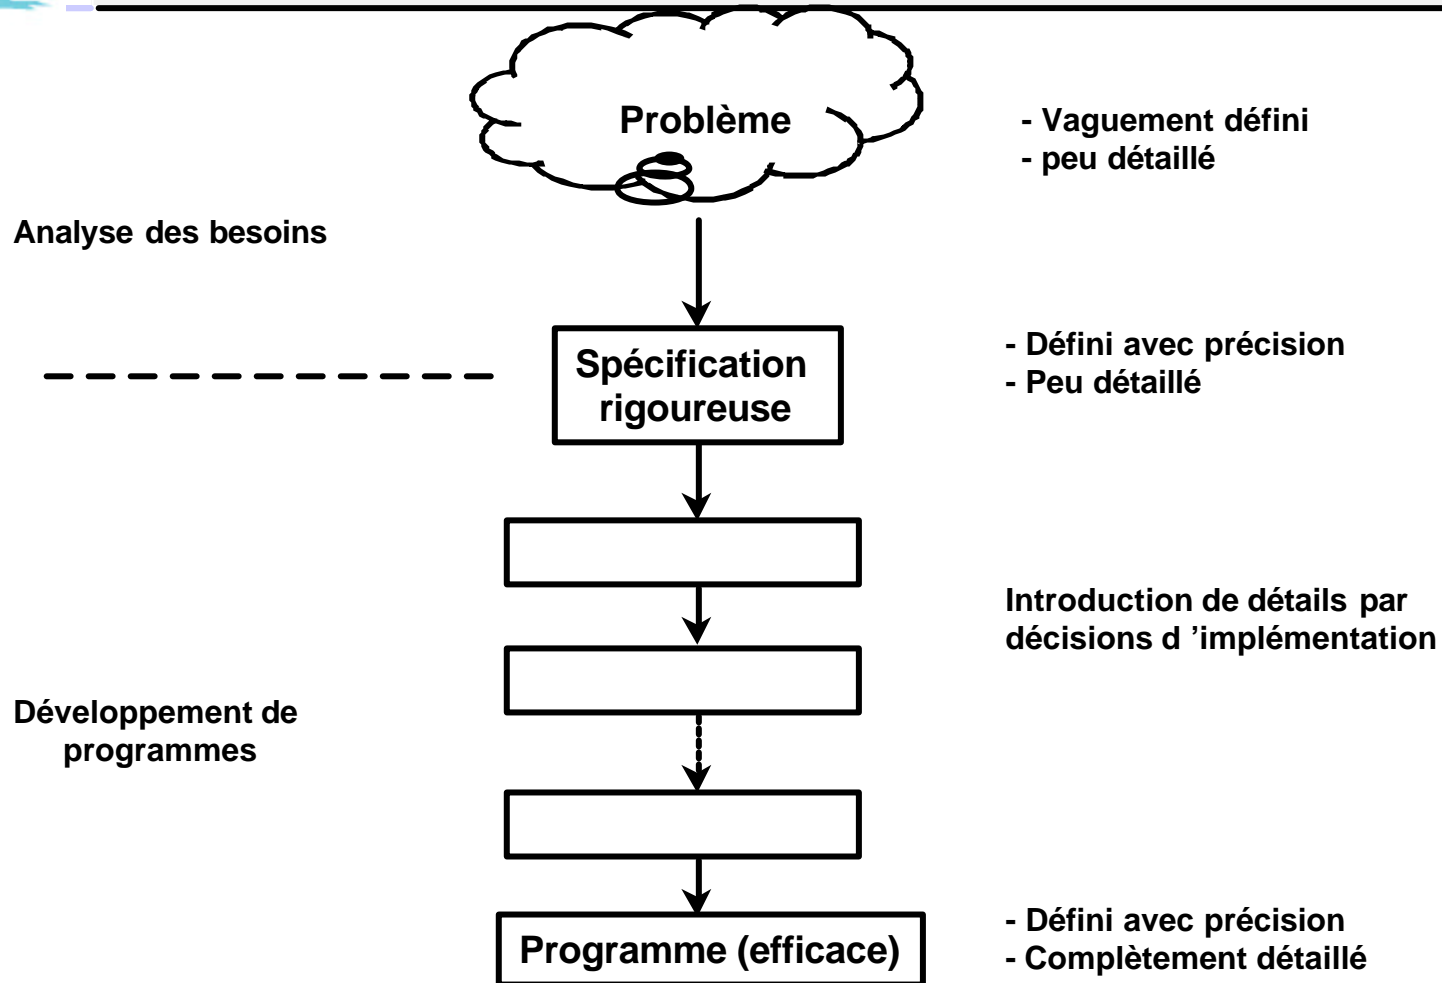 Problème
- Vaguement défini
- peu détaillé
Analyse des besoins
Spécification
rigoureuse
- Défini avec précision
- Peu détaillé
Introduction de détails par
décisions d ’implémentation
Développement de
programmes
Programme (efficace)
- Défini avec précision
- Complètement détaillé